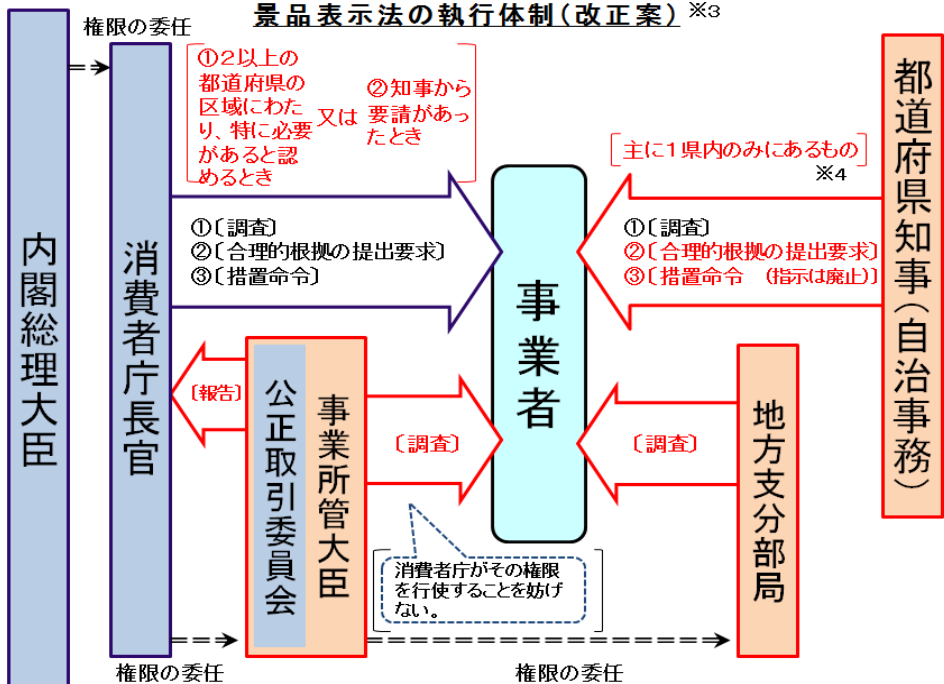 景品表示法の執行体制(改正案) ※3
権限の委任
内閣総理大臣
消費者庁長官
①2以上の
都道府県の
区域にわた
り、特に必要
があると認
めるとき
又は
②知事から
要請があっ
たとき
①〔調査〕
②〔合理的根拠の提出要求〕
③〔措置命令〕
事業者
[主に1県内のみにあるもの]
※4
①〔調査〕
②〔合理的根拠の提出要求〕
③〔措置命令 (指示は廃止)〕
都道府県知事(自治事務)
〔報告〕
公正取引委員会
事業所管大臣
〔調査〕
〔調査〕
地方支分部局
消費者庁がその権限
を行使することを妨げ
ない。
権限の委任
権限の委任